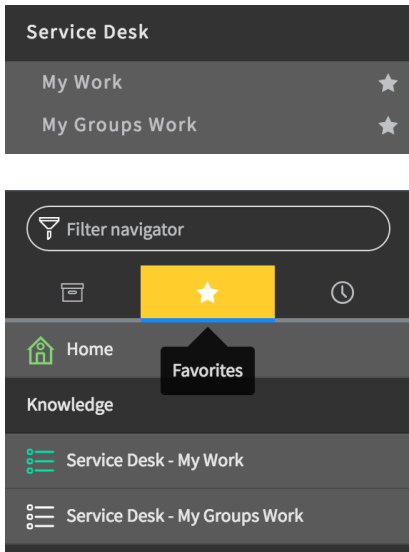 Service Desk
My Work
My Groups Work
Filter navigator
Home
Favorites
Knowledge
Service Desk - My Work
Service Desk - My Groups Work